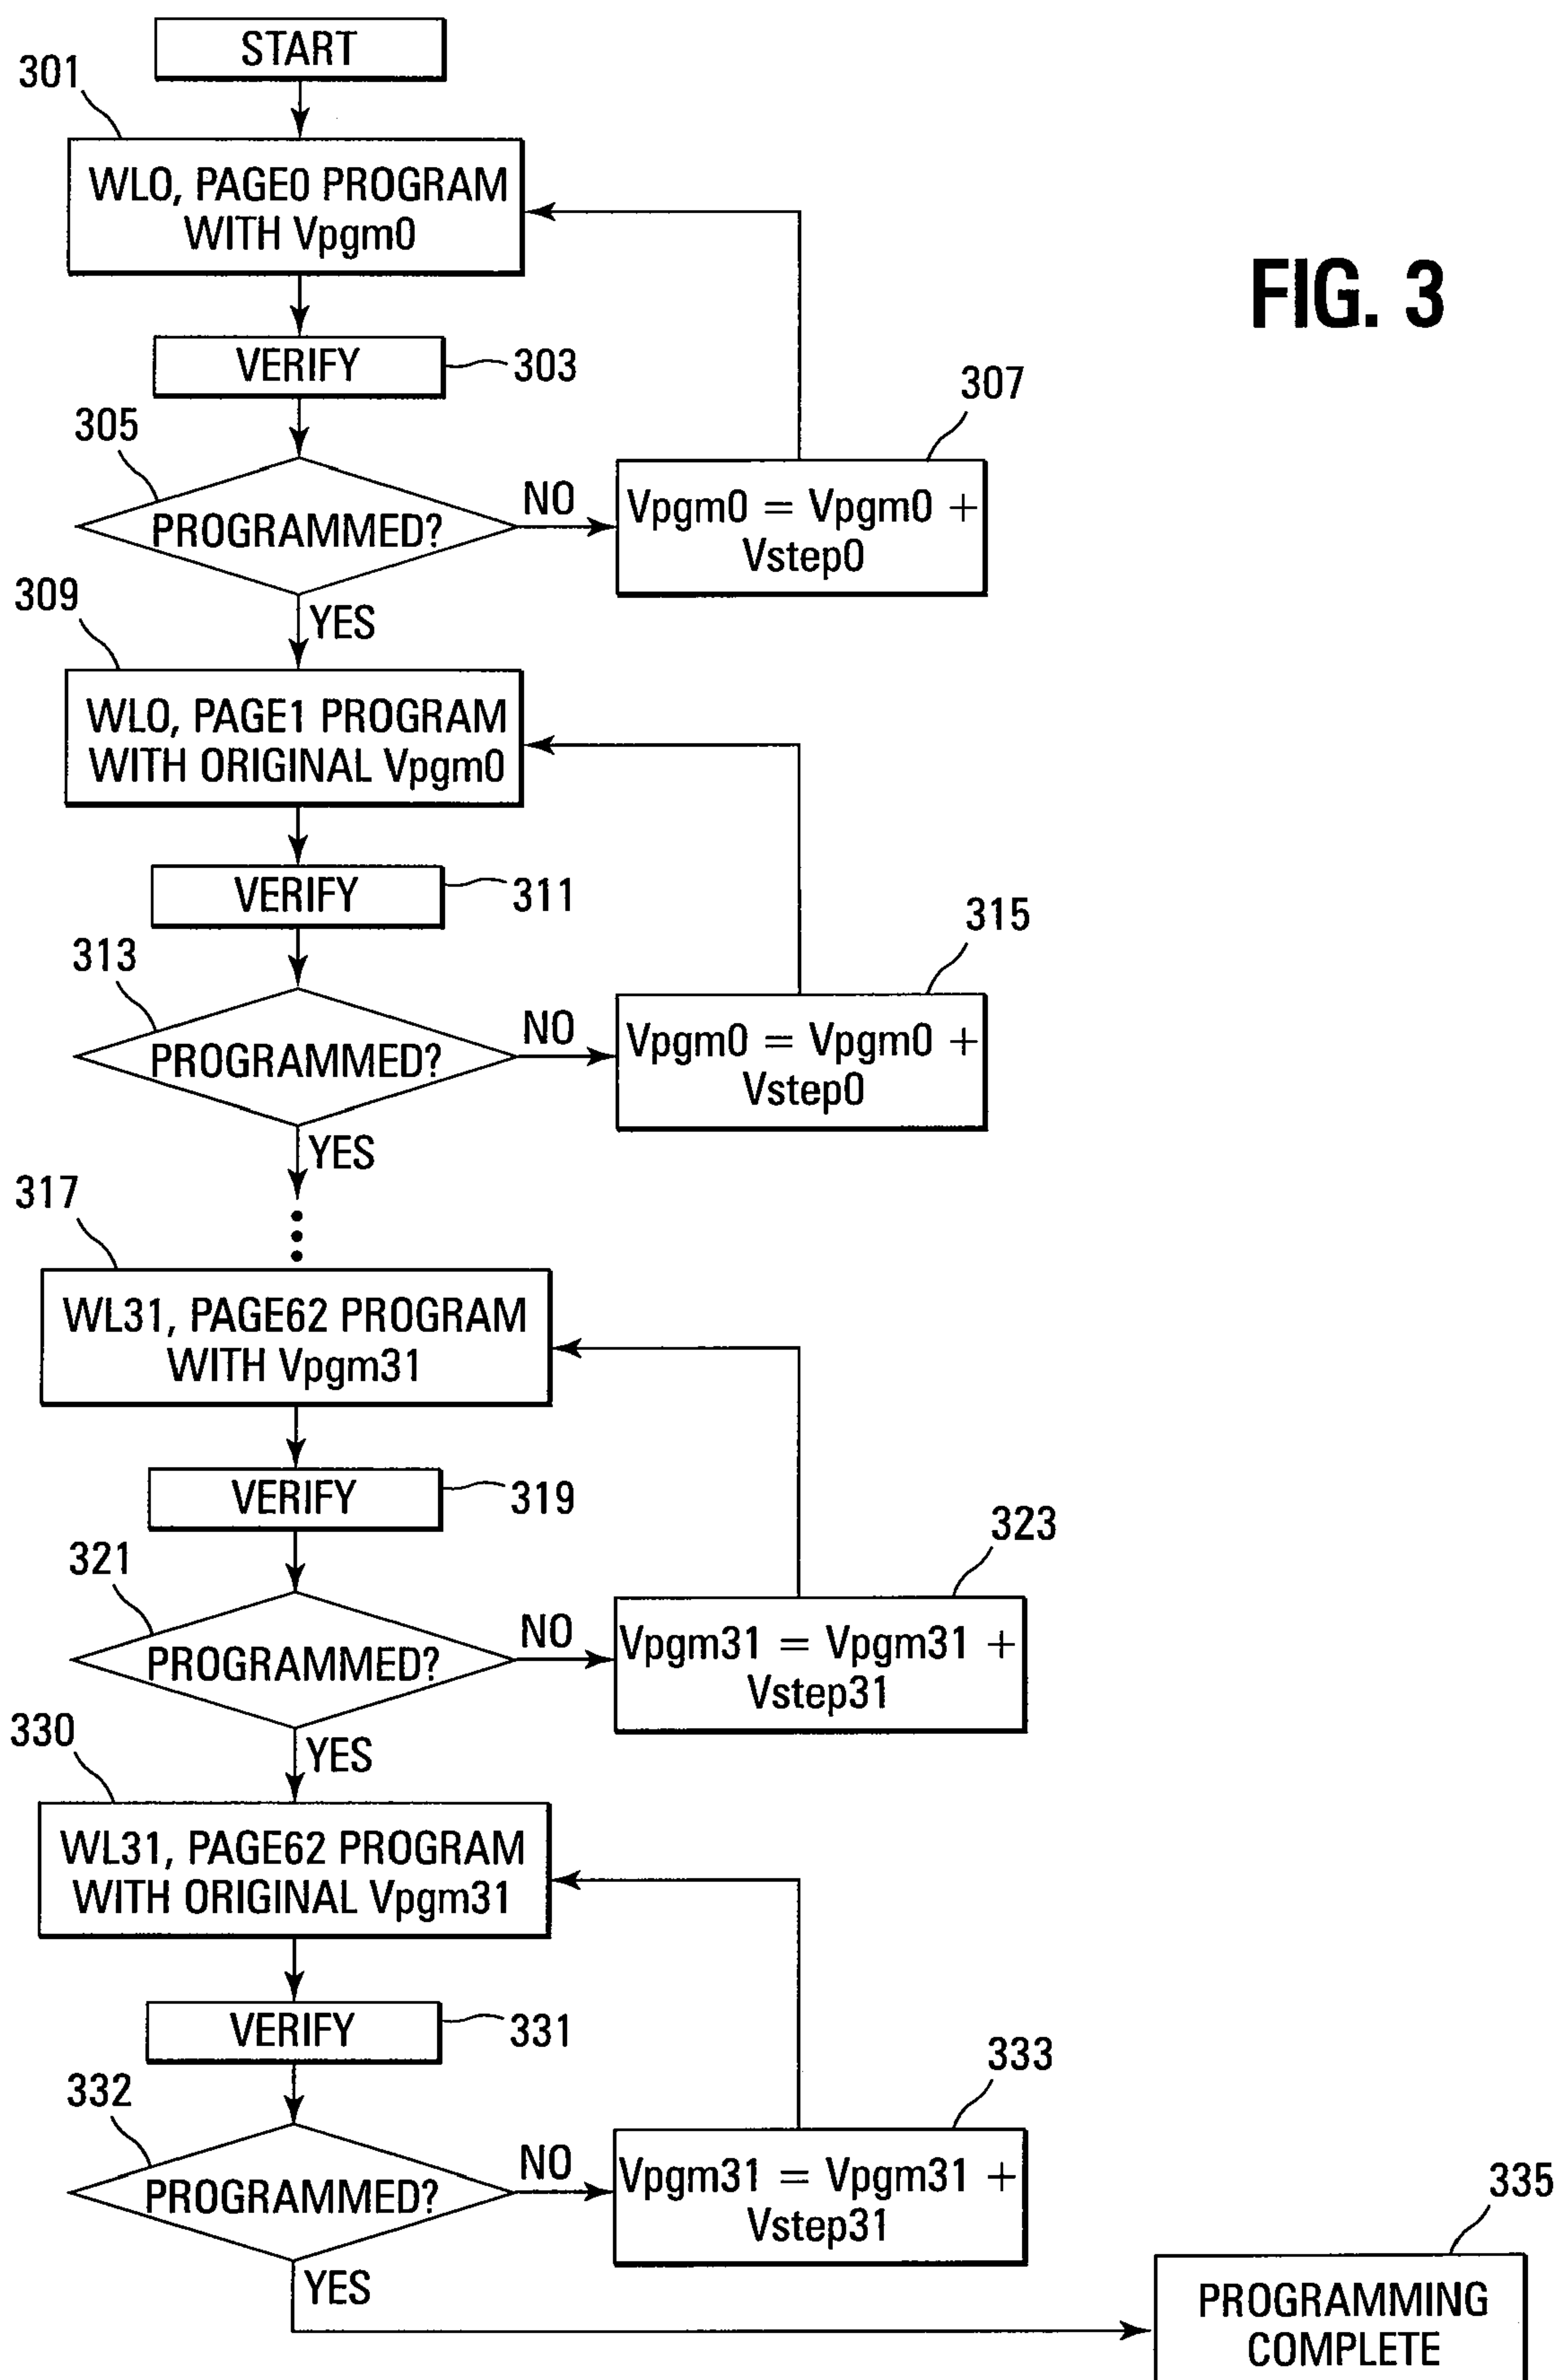 START
301
WL0, PAGE0 PROGRAM
WITH Vpgm0
FIG. 3
VERIFY
303
307
305
PROGRAMMED?
NO
Vpgm0 = Vpgm0 +
Vstep0
309
YES
WL0, PAGE1 PROGRAM
WITH ORIGINAL Vpgm0
VERIFY
311
315
313
PROGRAMMED?
NO
Vpgm0 = Vpgm0 +
Vstep0
YES
317
WL31, PAGE62 PROGRAM
WITH Vpgm31
VERIFY
319
323
321
PROGRAMMED?
NO
Vpgm31 = Vpgm31 +
Vstep31
330
YES
WL31, PAGE62 PROGRAM
WITH ORIGINAL Vpgm31
VERIFY
331
333
332
PROGRAMMED?
NO
Vpgm31 = Vpgm31 +
Vstep31
335
YES
PROGRAMMING
COMPLETE